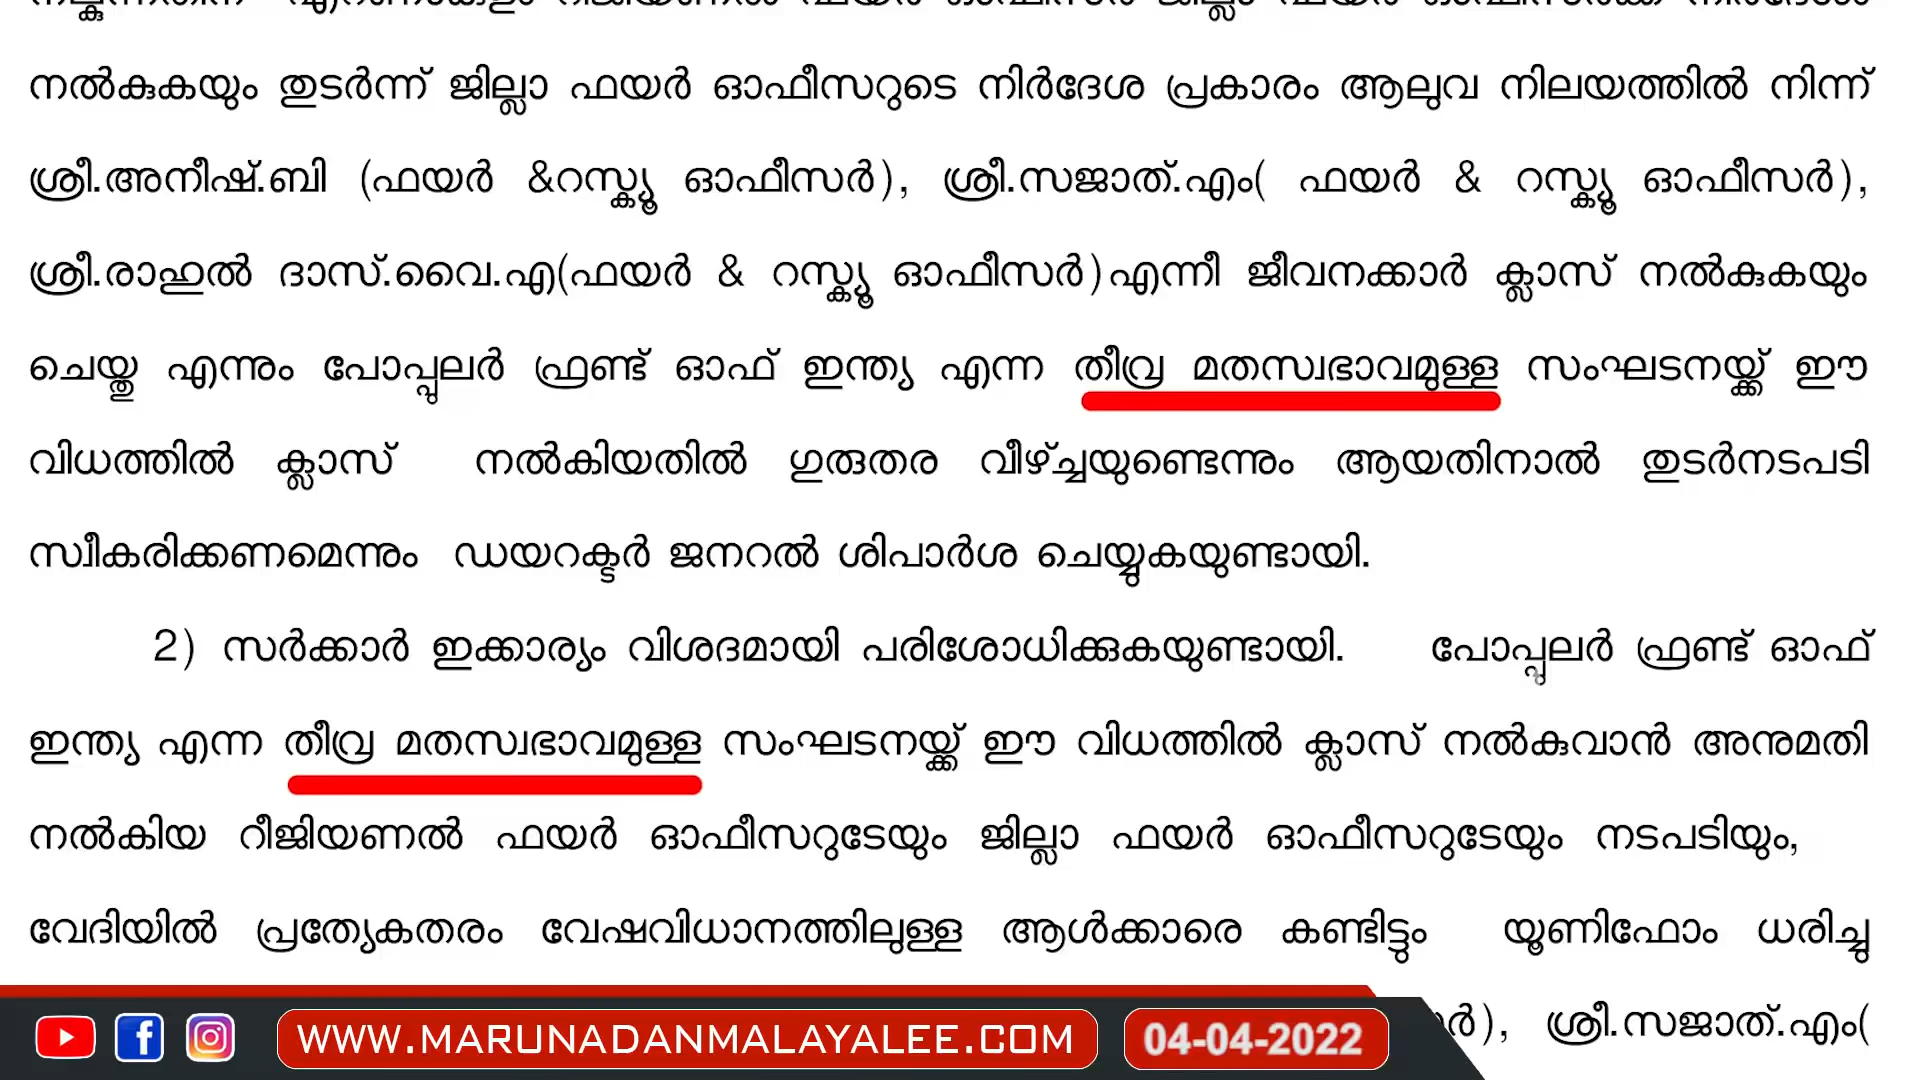 നൽകുകയും തുടർന്ന് ജില്ലാ ഫയർ ഓഫീസറുടെ നിർദേശ പ്രകാരം ആലുവ നിലയത്തിൽ നിന്ന്
ശ്രീ.അനീഷ്.ബി (ഫയർ &റസ്ക്യൂ ഓഫീസർ), ശ്രീ.സജാത്.എം( ഫയർ & റസ്ക്യൂ ഓഫീസർ),
ശ്രീ.രാഹുൽ ദാസ്.വൈ.എ(ഫയർ & റസ്ക്യൂ ഓഫീസർ)എന്നീ ജീവനക്കാർ ക്ലാസ് നൽകുകയും
ചെയ്തു എന്നും പോപ്പുലർ ഫ്രണ്ട് ഓഫ് ഇന്ത്യ എന്ന തീവ്ര മതസ്വഭാവമുള്ള സംഘടനയ്ക്ക് ഈ
വിധത്തിൽ ക്ലാസ് നൽകിയതിൽ ഗുരുതര വീഴ്ച്ചയുണ്ടെന്നും ആയതിനാൽ തുടർനടപടി
സ്വീകരിക്കണമെന്നും ഡയറക്ടർ ജനറൽ ശിപാർശ ചെയ്യുകയുണ്ടായി.
2) സർക്കാർ ഇക്കാര്യം വിശദമായി പരിശോധിക്കുകയുണ്ടായി. പോപ്പുലർ ഫ്രണ്ട് ഓഫ്
ഇന്ത്യ എന്ന തീവ്ര മതസ്വഭാവമുള്ള സംഘടനയ്ക്ക് ഈ വിധത്തിൽ ക്ലാസ് നൽകുവാൻ അനുമതി
നൽകിയ റീജിയണൽ ഫയർ ഓഫീസറുടേയും ജില്ലാ ഫയർ ഓഫീസറുടേയും നടപടിയും,
വേദിയിൽ പ്രത്യേകതരം വേഷവിധാനത്തിലുള്ള ആൾക്കാരെ കണ്ടിട്ടും യൂണിഫോം ധരിച്ചു
ർ), ശ്രീ.സജാത്.എം(
WWW.MARUNADANMALAYALEE.COM
04-04-2022